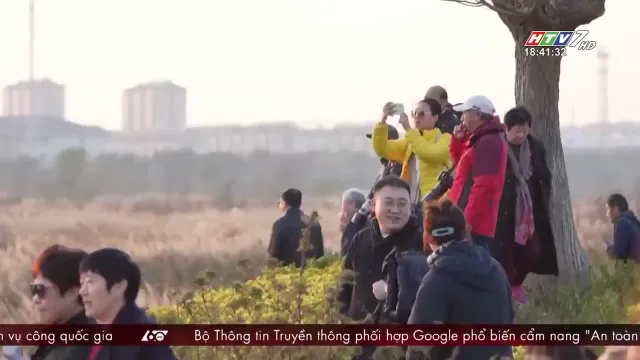 HTV7 HD
18:41:32
n vụ công quốc gia 60 Bộ Thông tin Truyền thông phối hợp Google phổ biến cẩm nang "An toàn